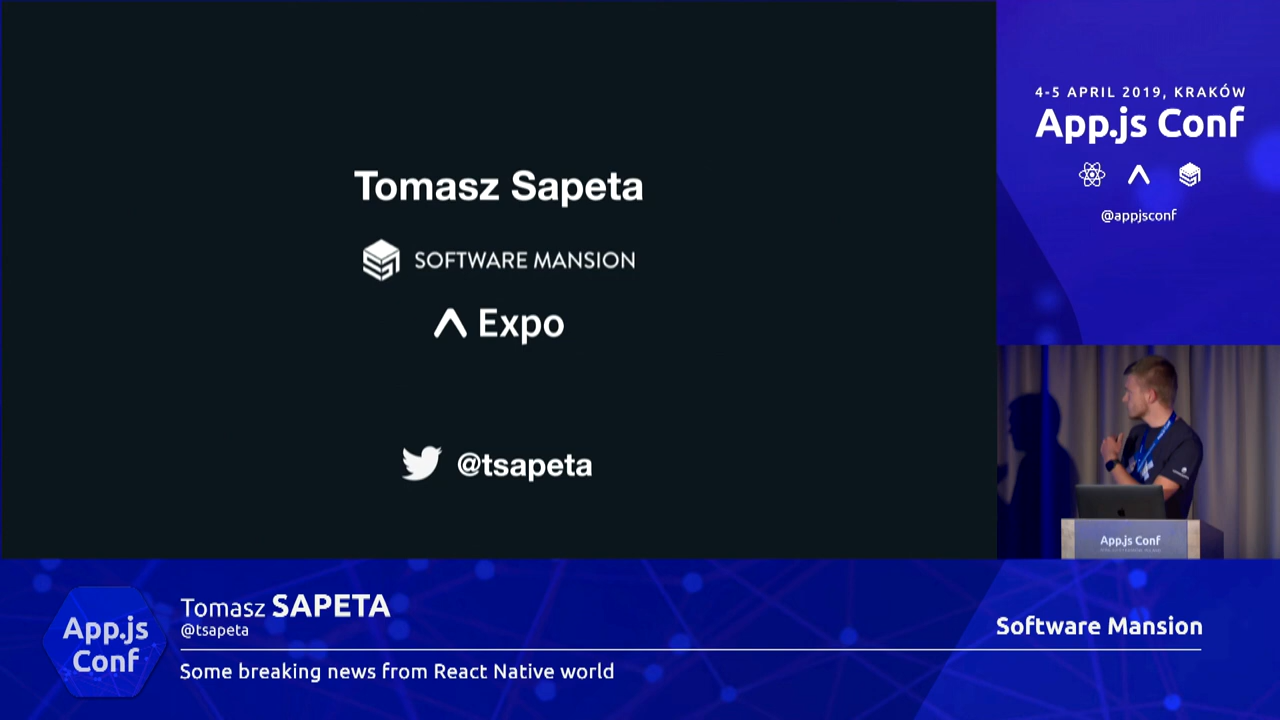 Tomasz Sapeta
SOFTWARE MANSION
Expo
@tsapeta
4-5 APRIL 2019, KRAKÓW
App.js Conf
@appjsconf
App.js Conf
App.js
Conf
Tomasz SAPETA
@tsapeta
Some breaking news from React Native world
Software Mansion